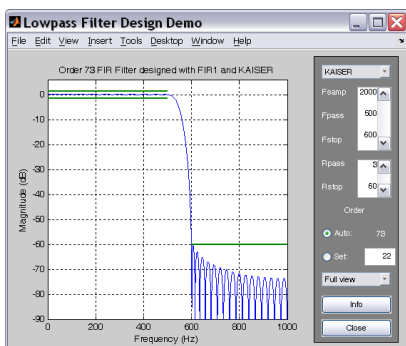 Lowpass Filter Design Demo
File Edit View Insert Tools Desktop Window Help
Order 73 FIR Filter designed with FIR1 and KAISER
0
-10
-20
-30
-40
-50
-60
-70
-80
-90
Magnitude (dB)
0 200 400 600 800 1000
Frequency (Hz)
KAISER
Fsamp 2000
Fpass 500
Fstop 600
Rpass 3
Rstop 60
Order
Auto: 73
Set: 22
Full view
Info
Close